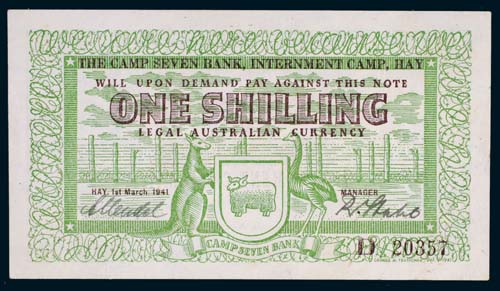 THE CAMP SEVEN BANK, INTERNMENT CAMP, HAY
WILL UPON DEMAND PAY AGAINST THIS NOTE
ONE SHILLING
LEGAL AUSTRALIAN CURRENCY
HAY, 1st March, 1941
MANAGER
CAMP SEVEN BANK
D 20357